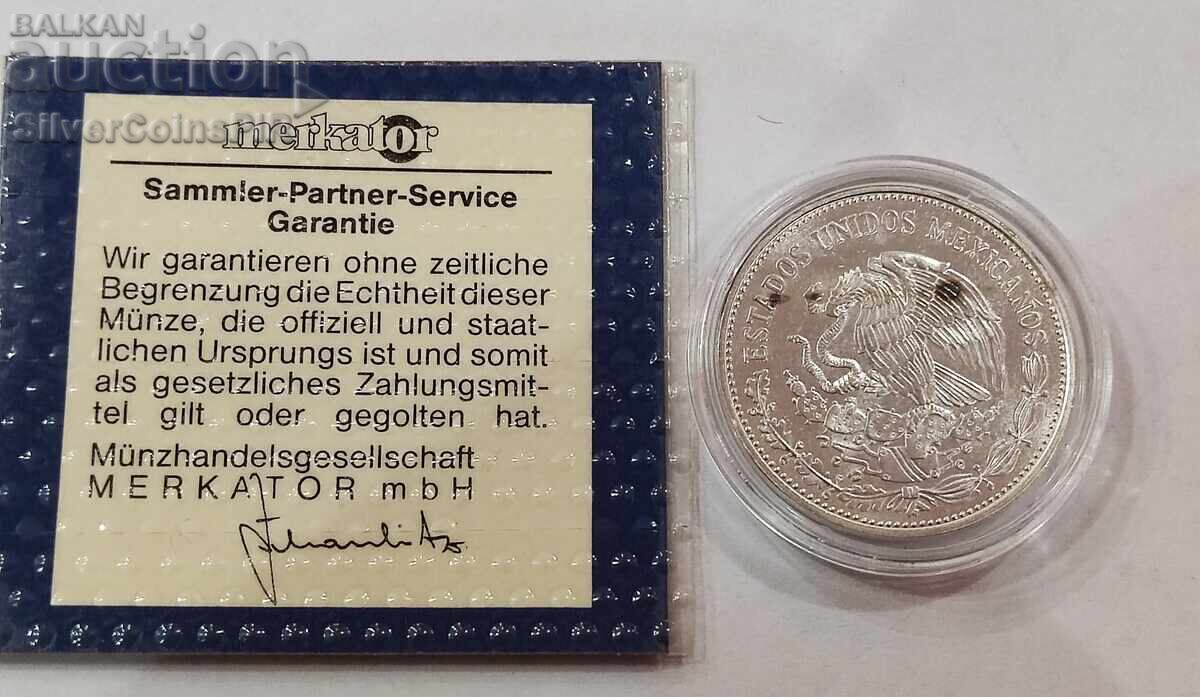 BALKAN
auction
merkator
Sammler-Partner-Service
Garantie
Wir garantieren ohne zeitliche
Begrenzung die Echtheit dieser
Münze, die offiziell und staat-
lichen Ursprungs ist und somit
als gesetzliches Zahlungsmit-
tel gilt oder gegolten hat.
Münzhandelsgesellschaft
MERKATOR mbH
ESTADOS UNIDOS MEXICANOS